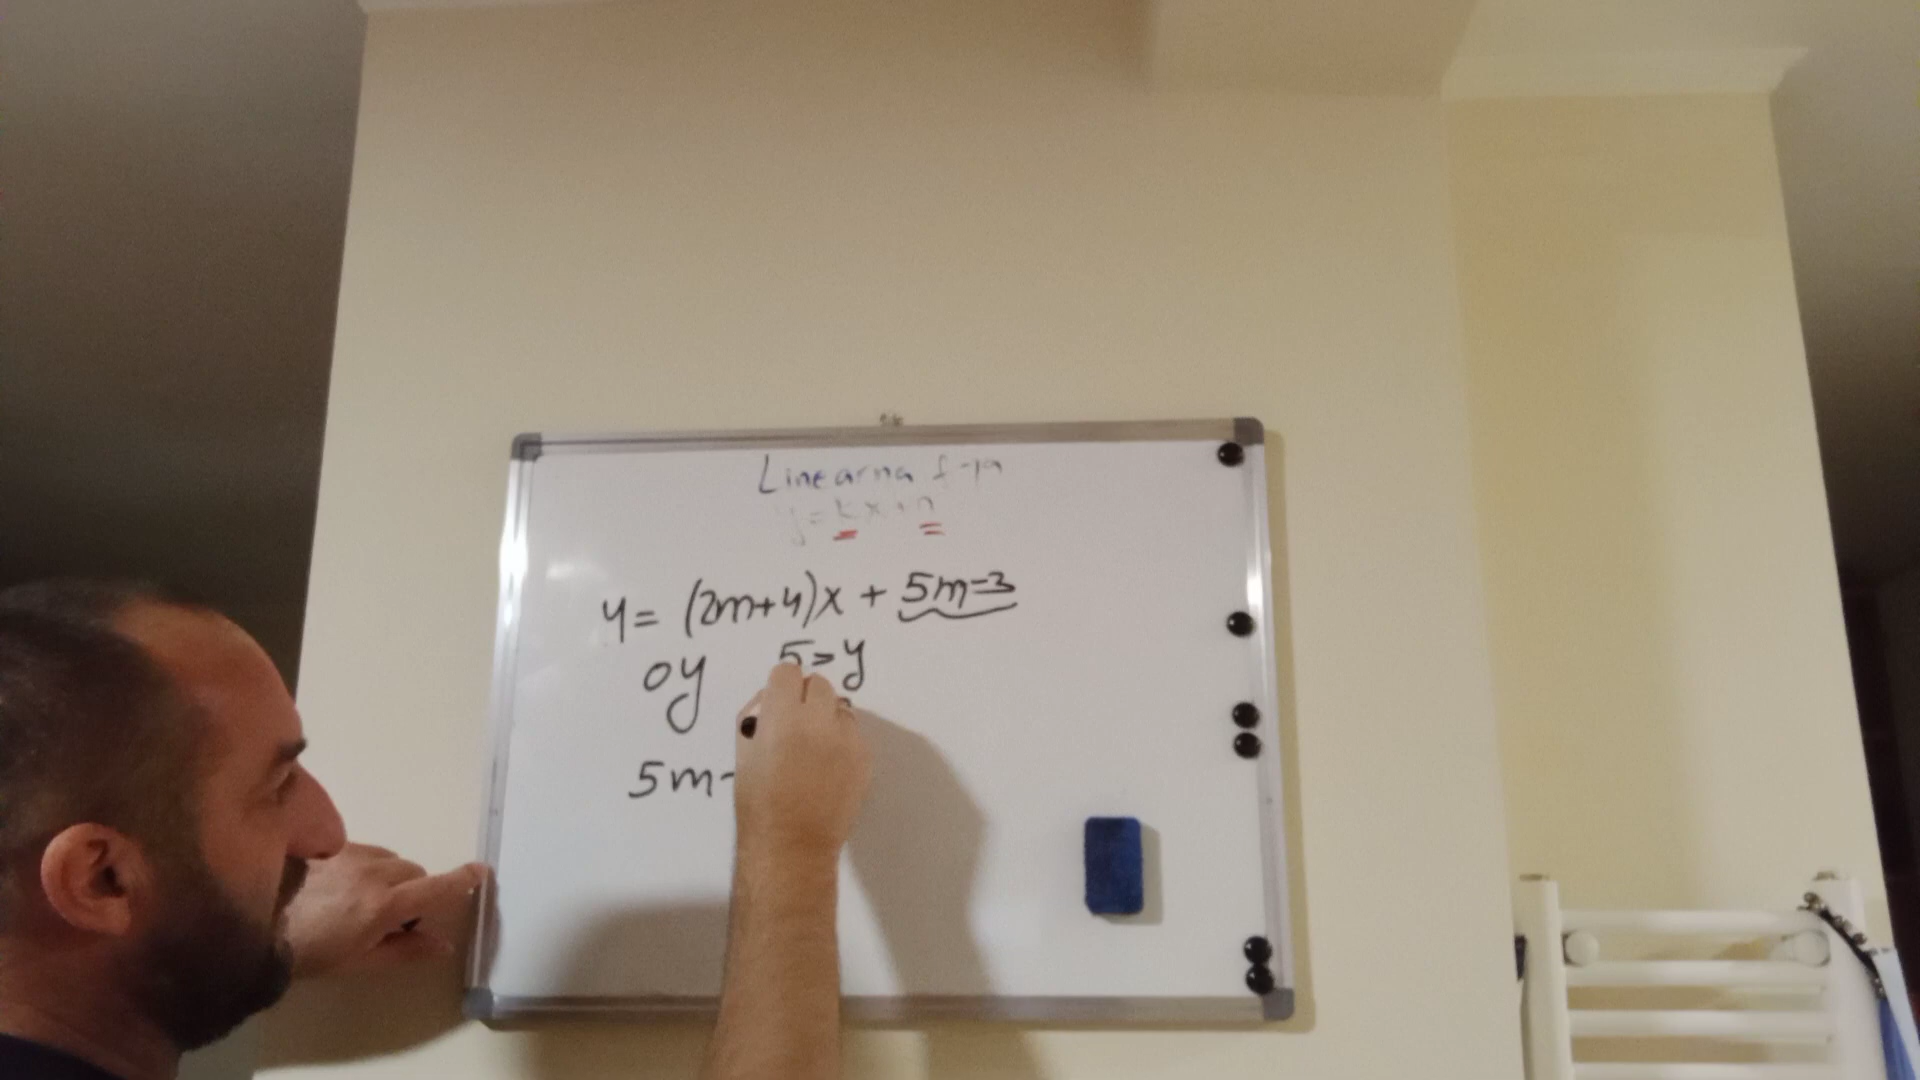 Linearna f-ja
y = kx + n
y = (2m+4)x + 5m-3
oy 5 = y
5m-